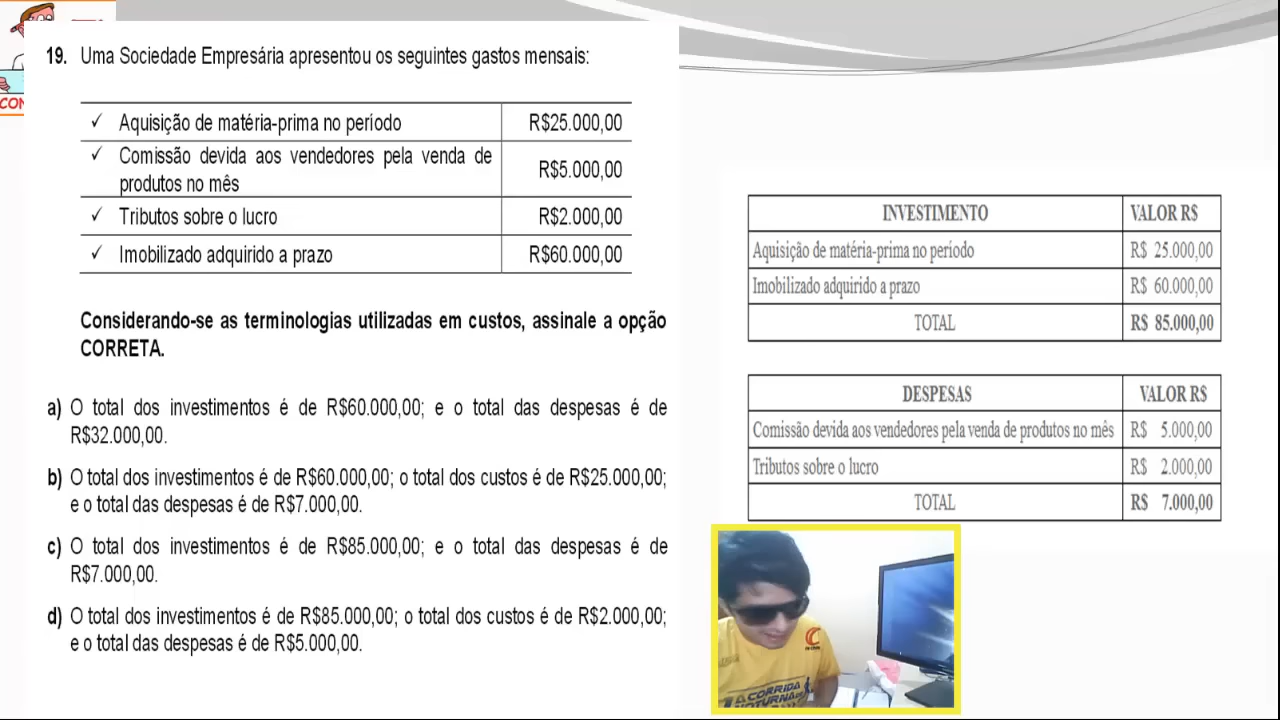 19. Uma Sociedade Empresária apresentou os seguintes gastos mensais:
✓ Aquisição de matéria-prima no período R$25.000,00
✓ Comissão devida aos vendedores pela venda de
produtos no mês R$5.000,00
✓ Tributos sobre o lucro R$2.000,00
✓ Imobilizado adquirido a prazo R$60.000,00
Considerando-se as terminologias utilizadas em custos, assinale a opção
CORRETA.
a) O total dos investimentos é de R$60.000,00; e o total das despesas é de
R$32.000,00.
b) O total dos investimentos é de R$60.000,00; o total dos custos é de R$25.000,00;
e o total das despesas é de R$7.000,00.
c) O total dos investimentos é de R$85.000,00; e o total das despesas é de
R$7.000,00.
d) O total dos investimentos é de R$85.000,00; o total dos custos é de R$2.000,00;
e o total das despesas é de R$5.000,00.
INVESTIMENTO VALOR R$
Aquisição de matéria-prima no período R$ 25.000,00
Imobilizado adquirido a prazo R$ 60.000,00
TOTAL R$ 85.000,00
DESPESAS VALOR R$
Comissão devida aos vendedores pela venda de produtos no mês R$ 5.000,00
Tributos sobre o lucro R$ 2.000,00
TOTAL R$ 7.000,00
CORRIDA
NOTURNA